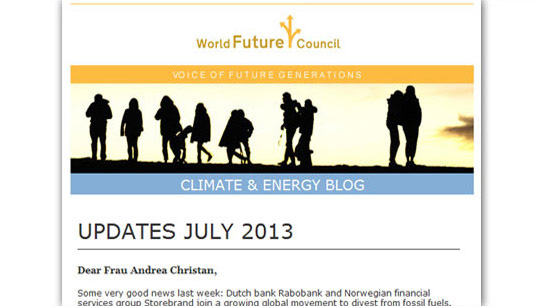 World Future Council
VOICE OF FUTURE GENERATIONS
CLIMATE & ENERGY BLOG
UPDATES JULY 2013
Dear Frau Andrea Christan,
Some very good news last week: Dutch bank Rabobank and Norwegian financial
services group Storebrand join a growing global movement to divest from fossil fuels.